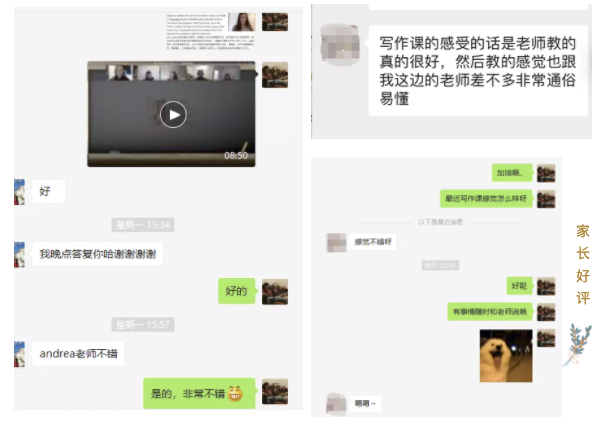 08:50
好
星期一 15:34
我晚点答复你哈谢谢谢谢
好的
星期一 15:57
andrea老师不错
是的，非常不错
写作课的感受的话是老师教的
真的很好，然后教的感觉也跟
我这边的老师差不多非常通俗
易懂
加油哦，
最近写作课感觉怎么样呀
以下是最近消息
感觉不错呀
好呢
有事情随时和老师说哦
嗯嗯~
家长好评